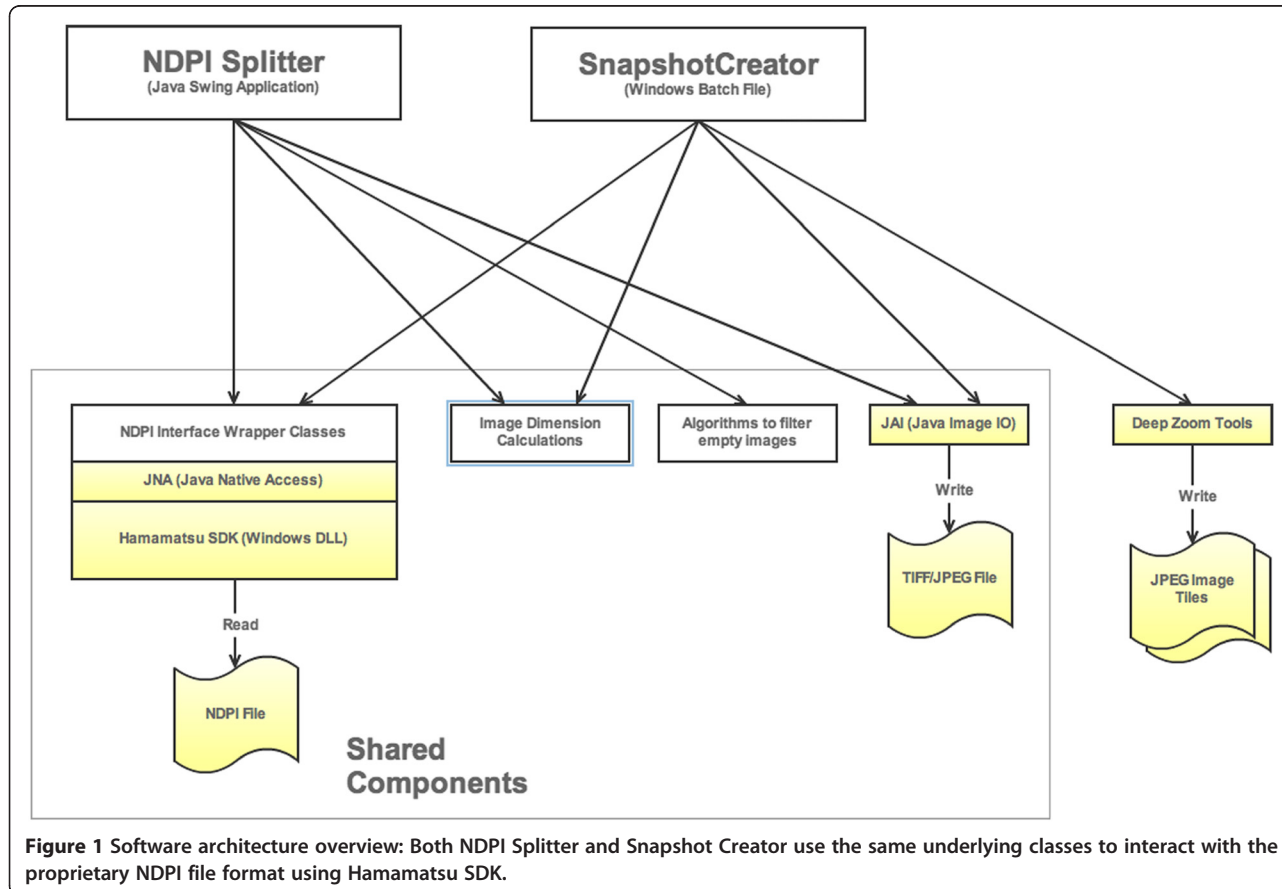 NDPI Splitter
(Java Swing Application)
SnapshotCreator
(Windows Batch File)
NDPI Interface Wrapper Classes
JNA (Java Native Access)
Hamamatsu SDK (Windows DLL)
Read
NDPI File
Image Dimension
Calculations
Algorithms to filter
empty images
JAI (Java Image IO)
Write
TIFF/JPEG File
Deep Zoom Tools
Write
JPEG Image
Tiles
Shared
Components
Figure 1 Software architecture overview: Both NDPI Splitter and Snapshot Creator use the same underlying classes to interact with the
proprietary NDPI file format using Hamamatsu SDK.